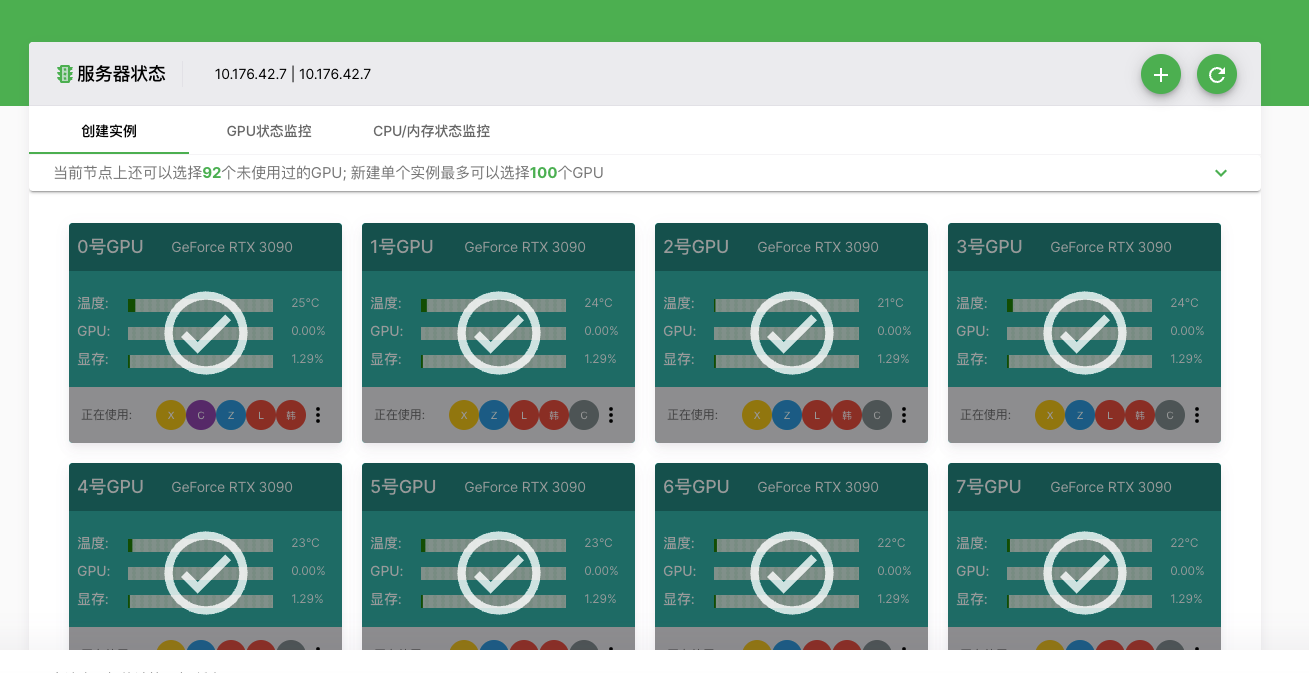 服务器状态 10.176.42.7 | 10.176.42.7
创建实例 GPU状态监控 CPU/内存状态监控
当前节点上还可以选择92个未使用过的GPU; 新建单个实例最多可以选择100个GPU
0号GPU GeForce RTX 3090
温度: 25°C
GPU: 0.00%
显存: 1.29%
正在使用: X C Z L 韩
1号GPU GeForce RTX 3090
温度: 24°C
GPU: 0.00%
显存: 1.29%
正在使用: X Z L 韩 C
2号GPU GeForce RTX 3090
温度: 21°C
GPU: 0.00%
显存: 1.29%
正在使用: X Z L 韩 C
3号GPU GeForce RTX 3090
温度: 24°C
GPU: 0.00%
显存: 1.29%
正在使用: X Z L 韩 C
4号GPU GeForce RTX 3090
温度: 23°C
GPU: 0.00%
显存: 1.29%
5号GPU GeForce RTX 3090
温度: 23°C
GPU: 0.00%
显存: 1.29%
6号GPU GeForce RTX 3090
温度: 22°C
GPU: 0.00%
显存: 1.29%
7号GPU GeForce RTX 3090
温度: 22°C
GPU: 0.00%
显存: 1.29%